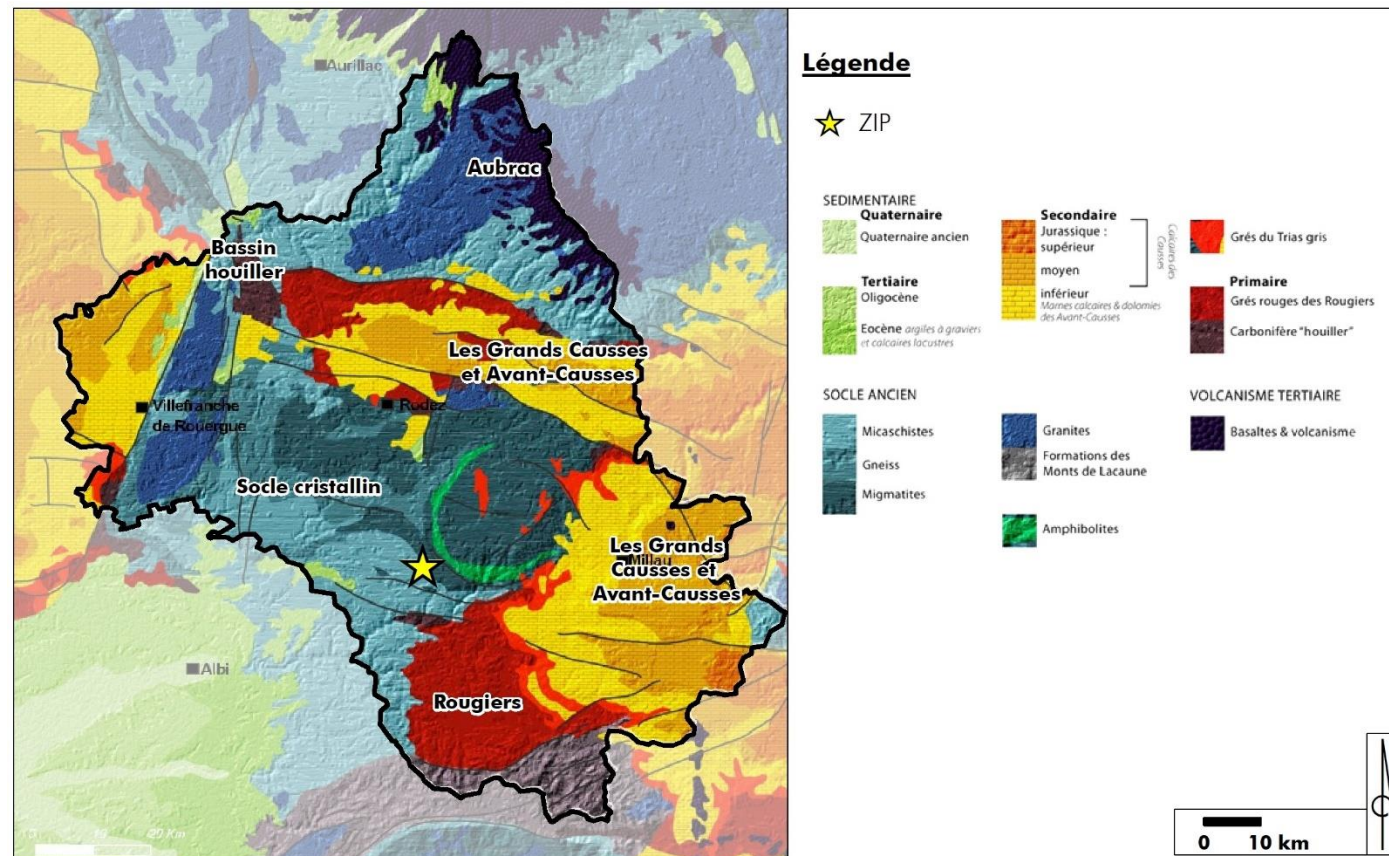 Aurillac
Aubrac
Bassin
houiller
Les Grands Causses
et Avant-Causses
Villefranche
de Rouergue
Rodez
Socle cristallin
Les Grands
Causses et
Millau
Avant-Causses
Albi
Rougiers
20 Km
Légende
ZIP
SEDIMENTAIRE
Quaternaire
Quaternaire ancien
Tertiaire
Oligocène
Eocène argiles à graviers
et calcaires lacustres
Secondaire
Jurassique :
supérieur
moyen
inférieur
Marnes calcaires & dolomies
des Avant-Causses
Calcaires des
Causses
Grés du Trias gris
Primaire
Grés rouges des Rougiers
Carbonifère "houiller"
SOCLE ANCIEN
Micaschistes
Gneiss
Migmatites
Granites
Formations des
Monts de Lacaune
Amphibolites
VOLCANISME TERTIAIRE
Basaltes & volcanisme
0 10 km